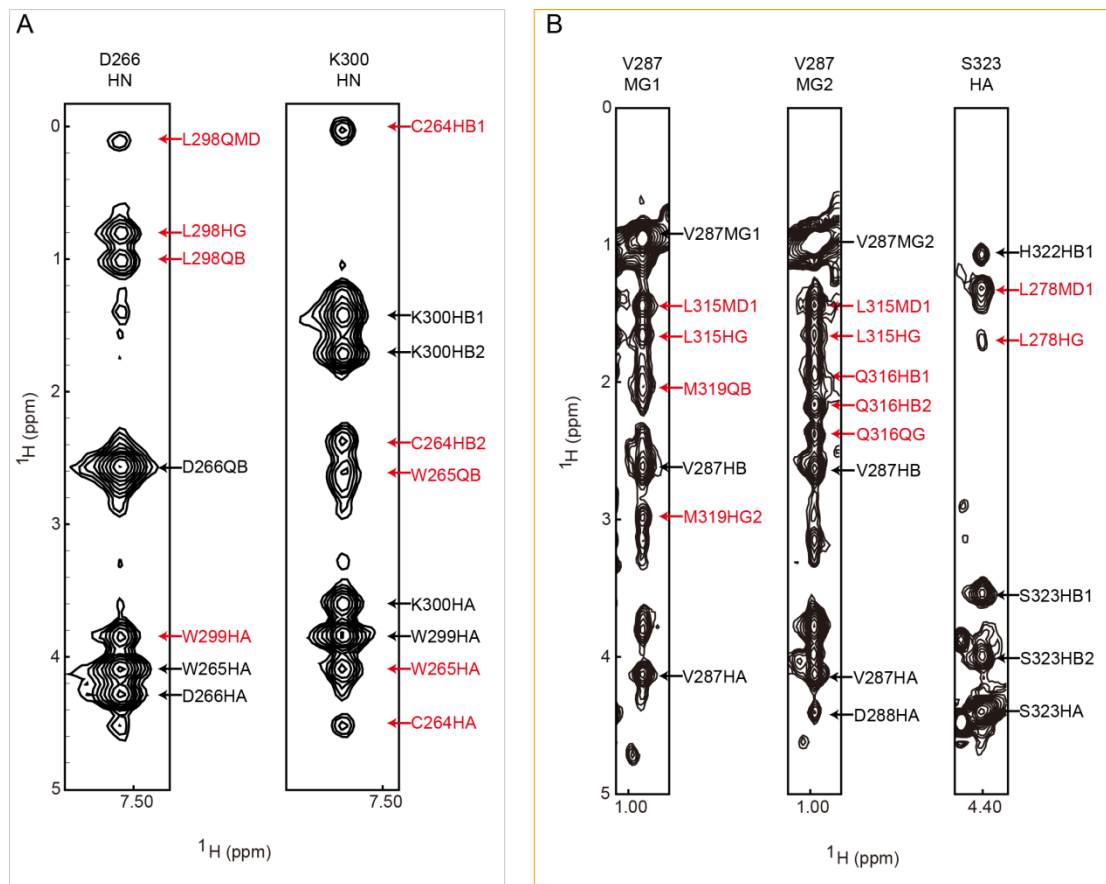 A
D266
HN
K300
HN
0
1
2
3
4
5
¹H (ppm)
L298QMD
L298HG
L298QB
D266QB
W299HA
W265HA
D266HA
7.50
C264HB1
K300HB1
K300HB2
C264HB2
W265QB
K300HA
W299HA
W265HA
C264HA
7.50
¹H (ppm)
B
V287
MG1
V287
MG2
S323
HA
0
1
2
3
4
5
¹H (ppm)
V287MG1
L315MD1
L315HG
M319QB
V287HB
M319HG2
V287HA
1.00
V287MG2
L315MD1
L315HG
Q316HB1
Q316HB2
Q316QG
V287HB
V287HA
D288HA
1.00
H322HB1
L278MD1
L278HG
S323HB1
S323HB2
S323HA
4.40
¹H (ppm)